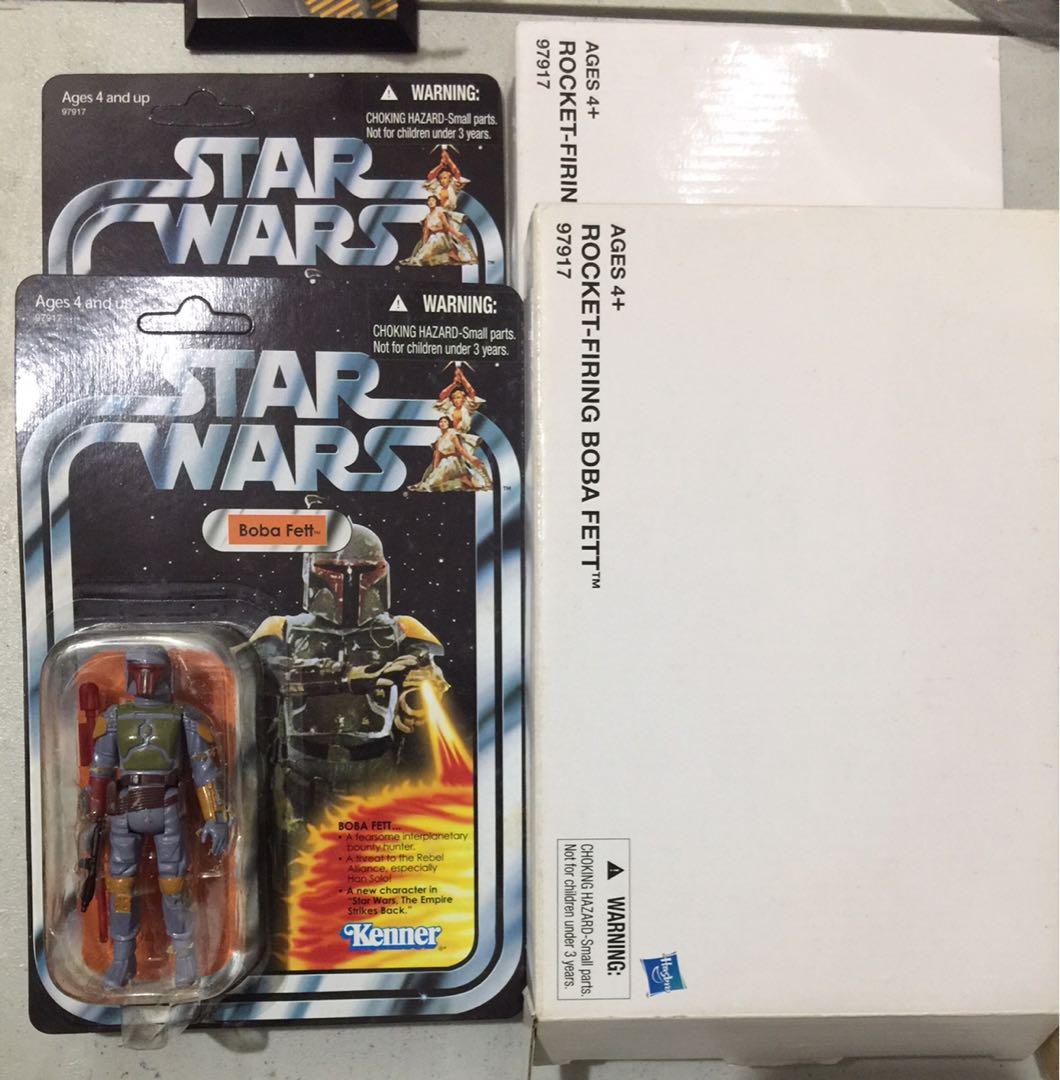 Ages 4 and up
97917
WARNING:
CHOKING HAZARD-Small parts.
Not for children under 3 years.
STAR
WARS
™
Ages 4 and up
97917
WARNING:
CHOKING HAZARD-Small parts.
Not for children under 3 years.
STAR
WARS
™
Boba Fett™
BOBA FETT...
• A fearsome interplanetary
bounty hunter.
• A threat to the Rebel
Alliance, especially
Han Solo!
• A new character in
"Star Wars, The Empire
Strikes Back."
Kenner®
AGES 4+
ROCKET-FIRIN
97917
AGES 4+
ROCKET-FIRING BOBA FETT™
97917
WARNING:
CHOKING HAZARD-Small parts.
Not for children under 3 years.
Hasbro